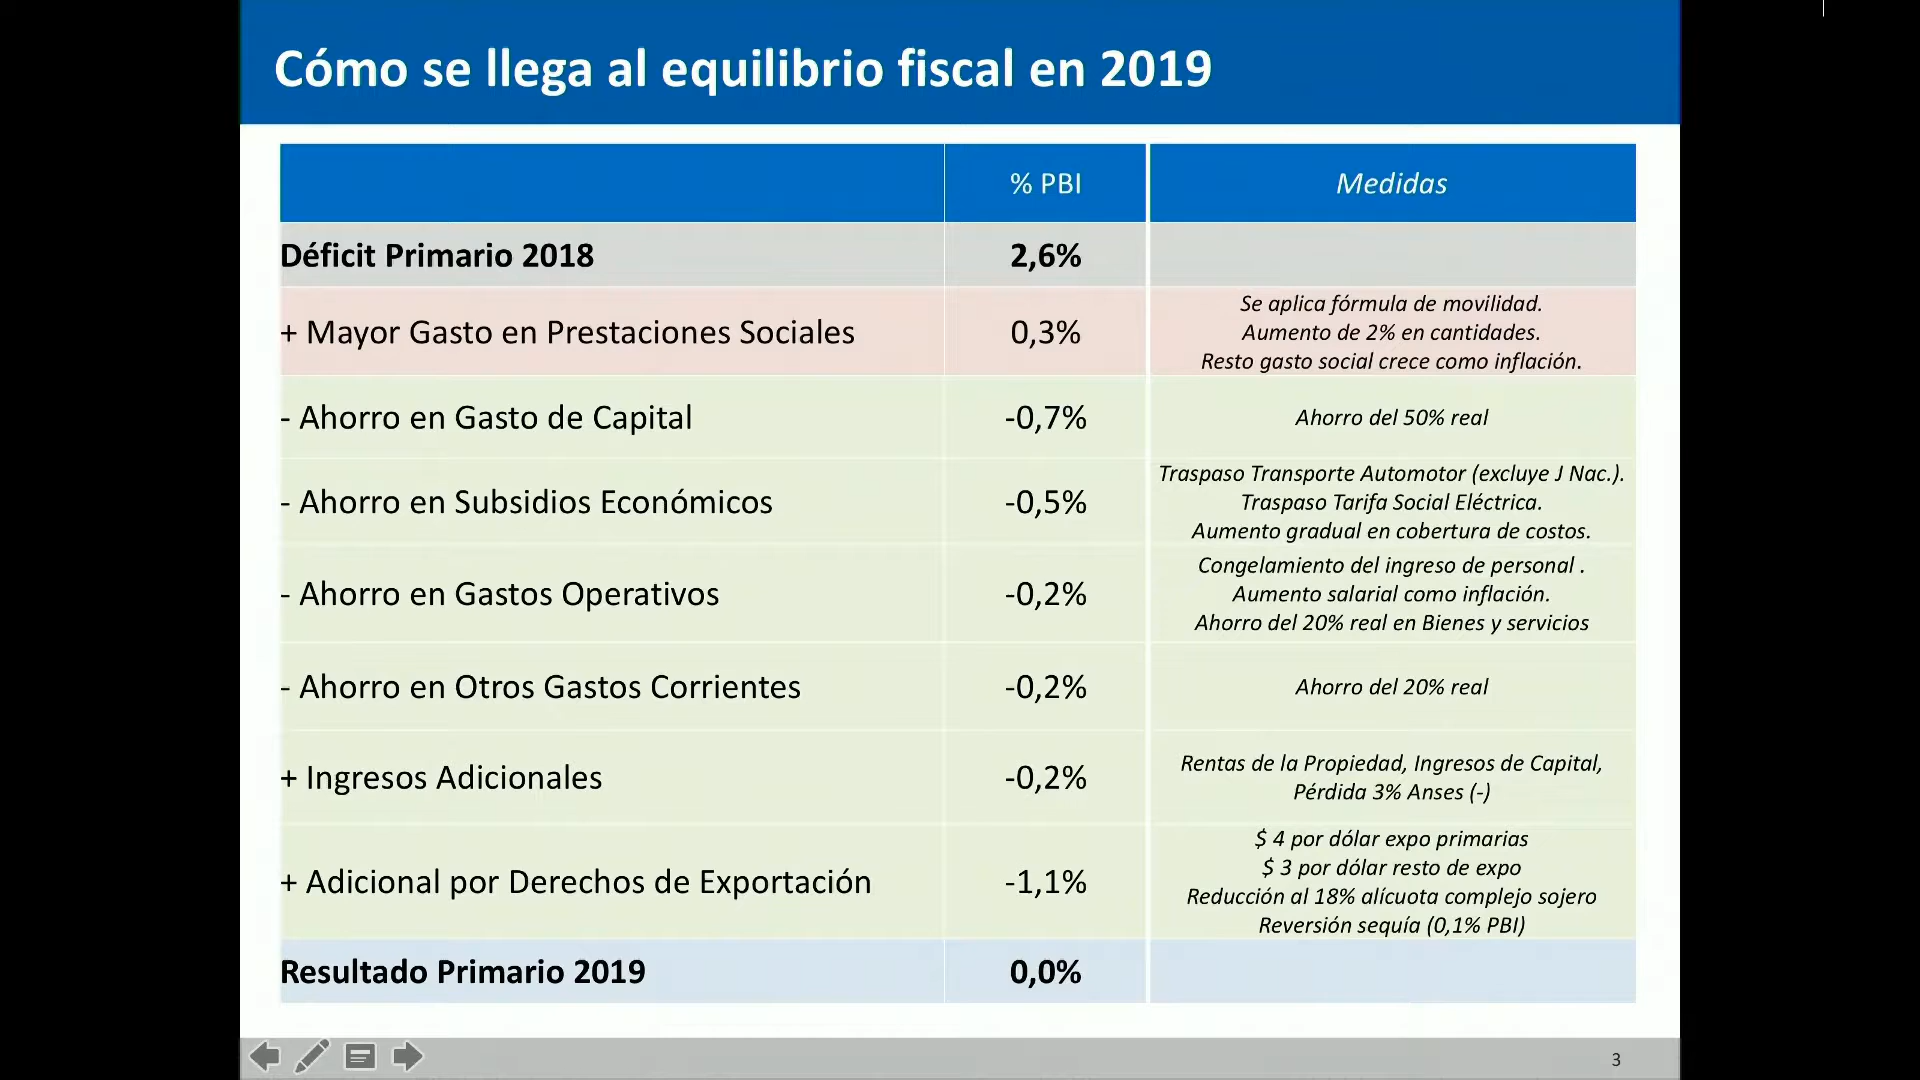 Cómo se llega al equilibrio fiscal en 2019
% PBI
Medidas
Déficit Primario 2018
2,6%
+ Mayor Gasto en Prestaciones Sociales
0,3%
Se aplica fórmula de movilidad.
Aumento de 2% en cantidades.
Resto gasto social crece como inflación.
- Ahorro en Gasto de Capital
-0,7%
Ahorro del 50% real
- Ahorro en Subsidios Económicos
-0,5%
Traspaso Transporte Automotor (excluye J Nac.).
Traspaso Tarifa Social Eléctrica.
Aumento gradual en cobertura de costos.
- Ahorro en Gastos Operativos
-0,2%
Congelamiento del ingreso de personal .
Aumento salarial como inflación.
Ahorro del 20% real en Bienes y servicios
- Ahorro en Otros Gastos Corrientes
-0,2%
Ahorro del 20% real
+ Ingresos Adicionales
-0,2%
Rentas de la Propiedad, Ingresos de Capital,
Pérdida 3% Anses (-)
+ Adicional por Derechos de Exportación
-1,1%
$ 4 por dólar expo primarias
$ 3 por dólar resto de expo
Reducción al 18% alícuota complejo sojero
Reversión sequía (0,1% PBI)
Resultado Primario 2019
0,0%
3